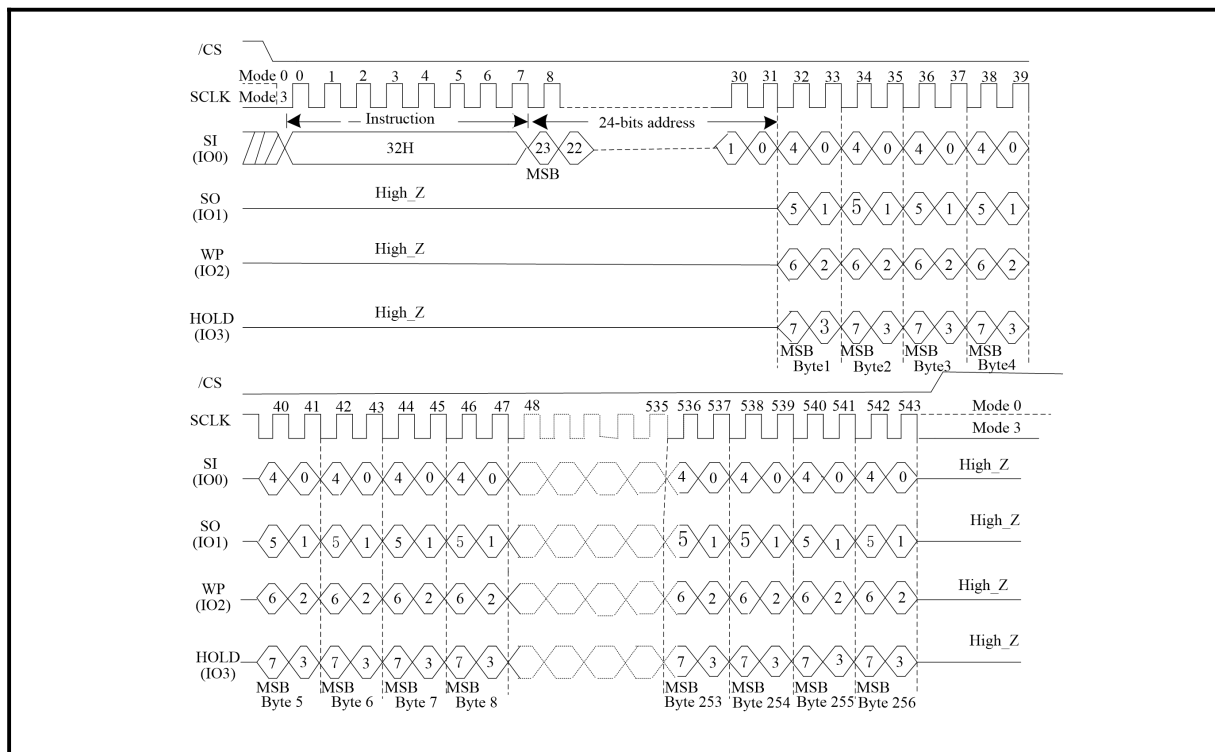 /CS
Mode 0 0 1 2 3 4 5 6 7 8 30 31 32 33 34 35 36 37 38 39
SCLK Mode 3
Instruction 24-bits address
SI
(IO0) 32H 23 22 1 0 4 0 4 0 4 0 4 0
MSB
SO
(IO1) High_Z 5 1 5 1 5 1 5 1
WP
(IO2) High_Z 6 2 6 2 6 2 6 2
HOLD
(IO3) High_Z 7 3 7 3 7 3 7 3
MSB MSB MSB MSB
Byte1 Byte2 Byte3 Byte4
/CS
SCLK 40 41 42 43 44 45 46 47 48 535 536 537 538 539 540 541 542 543 Mode 0
Mode 3
SI
(IO0) 4 0 4 0 4 0 4 0 4 0 4 0 4 0 4 0 High_Z
SO
(IO1) 5 1 5 1 5 1 5 1 5 1 5 1 5 1 5 1 High_Z
WP
(IO2) 6 2 6 2 6 2 6 2 6 2 6 2 6 2 6 2 High_Z
HOLD
(IO3) 7 3 7 3 7 3 7 3 7 3 7 3 7 3 7 3 High_Z
MSB MSB MSB MSB MSB MSB MSB MSB
Byte 5 Byte 6 Byte 7 Byte 8 Byte 253 Byte 254 Byte 255 Byte 256